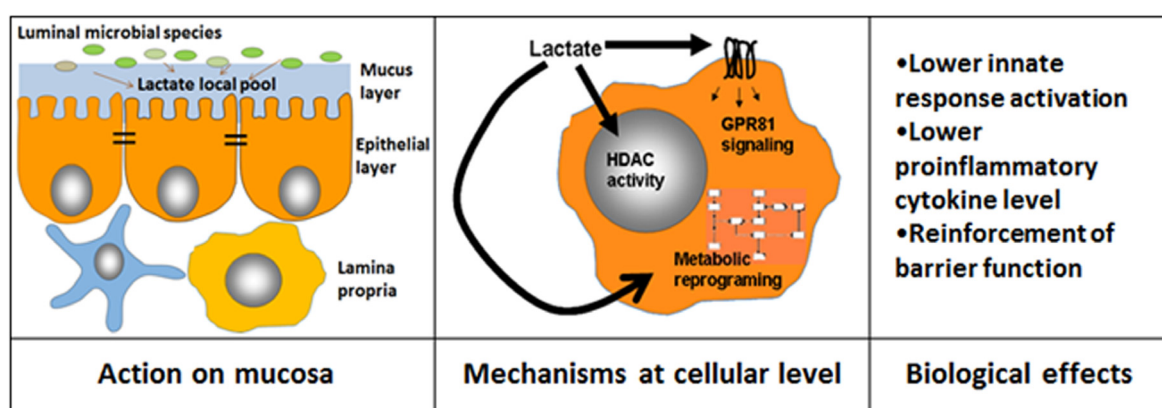 Luminal microbial species
Mucus
layer
Lactate local pool
Epithelial
layer
Lamina
propria
Action on mucosa
Lactate
GPR81
signaling
HDAC
activity
Metabolic
reprograming
Mechanisms at cellular level
•Lower innate
response activation
•Lower
proinflammatory
cytokine level
•Reinforcement of
barrier function
Biological effects